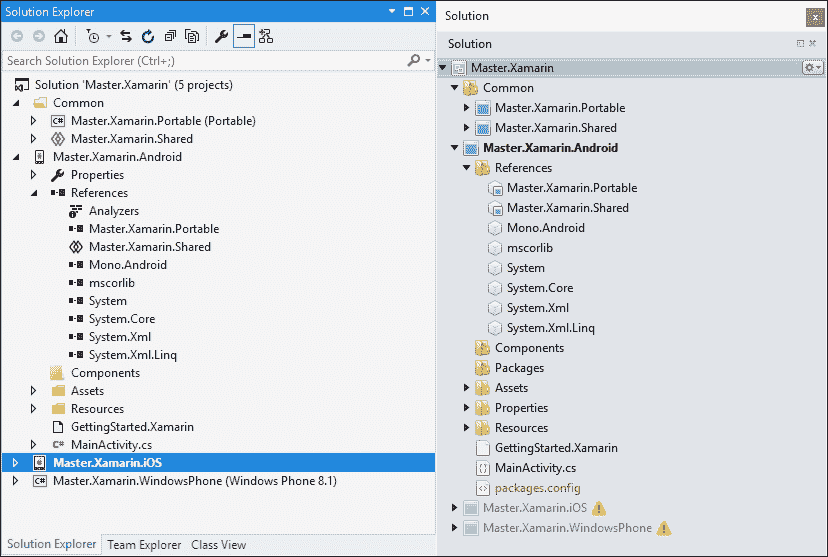 Solution Explorer
Search Solution Explorer (Ctrl+;)
Solution 'Master.Xamarin' (5 projects)
Common
C# Master.Xamarin.Portable (Portable)
Master.Xamarin.Shared
Master.Xamarin.Android
Properties
References
Analyzers
Master.Xamarin.Portable
Master.Xamarin.Shared
Mono.Android
mscorlib
System
System.Core
System.Xml
System.Xml.Linq
Components
Assets
Resources
GettingStarted.Xamarin
C# MainActivity.cs
Master.Xamarin.iOS
C# Master.Xamarin.WindowsPhone (Windows Phone 8.1)
Solution Explorer Team Explorer Class View
Solution
Solution
Master.Xamarin
Common
Master.Xamarin.Portable
Master.Xamarin.Shared
Master.Xamarin.Android
References
Master.Xamarin.Portable
Master.Xamarin.Shared
Mono.Android
mscorlib
System
System.Core
System.Xml
System.Xml.Linq
Components
Packages
Assets
Properties
Resources
GettingStarted.Xamarin
MainActivity.cs
packages.config
Master.Xamarin.iOS
Master.Xamarin.WindowsPhone